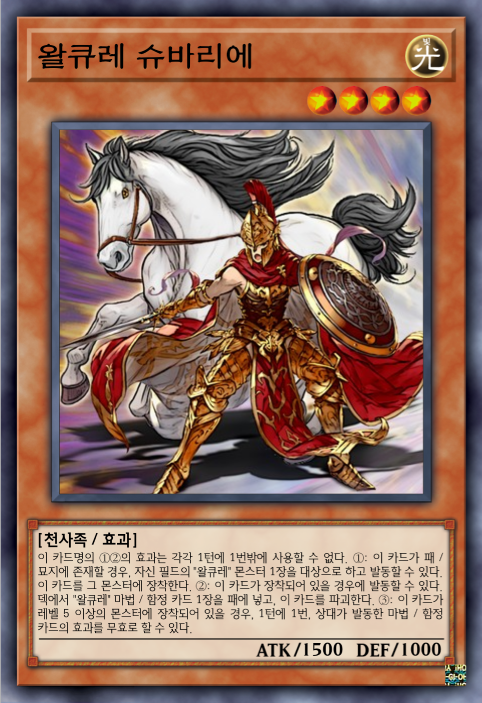 왈큐레 슈바리에
빛
光
[천사족 / 효과]
이 카드명의 ①②의 효과는 각각 1턴에 1번밖에 사용할 수 없다. ①: 이 카드가 패 /
묘지에 존재할 경우, 자신 필드의 "왈큐레" 몬스터 1장을 대상으로 하고 발동할 수 있다.
이 카드를 그 몬스터에 장착한다. ②: 이 카드가 장착되어 있을 경우에 발동할 수 있다.
덱에서 "왈큐레" 마법 / 함정 카드 1장을 패에 넣고, 이 카드를 파괴한다. ③: 이 카드가
레벨 5 이상의 몬스터에 장착되어 있을 경우, 1턴에 1번, 상대가 발동한 마법 / 함정
카드의 효과를 무효로 할 수 있다.
ATK/1500 DEF/1000